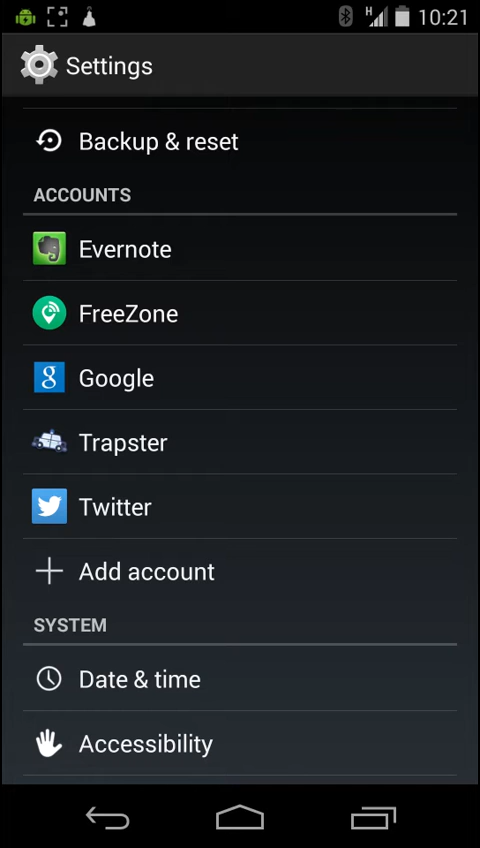 H 10:21
Settings
Backup & reset
ACCOUNTS
Evernote
FreeZone
g Google
Trapster
Twitter
Add account
SYSTEM
Date & time
Accessibility